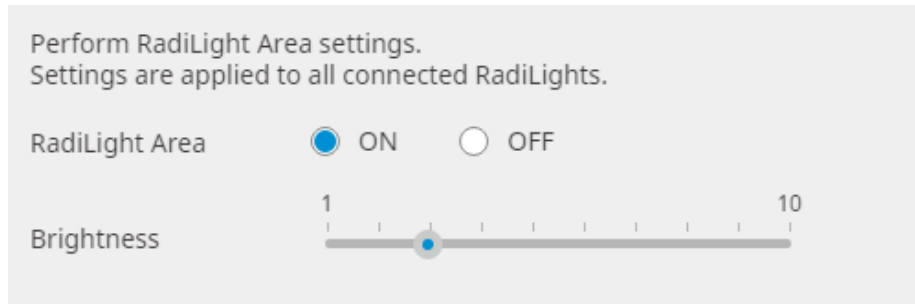 Perform RadiLight Area settings.
Settings are applied to all connected RadiLights.
RadiLight Area ON OFF
1 10
Brightness